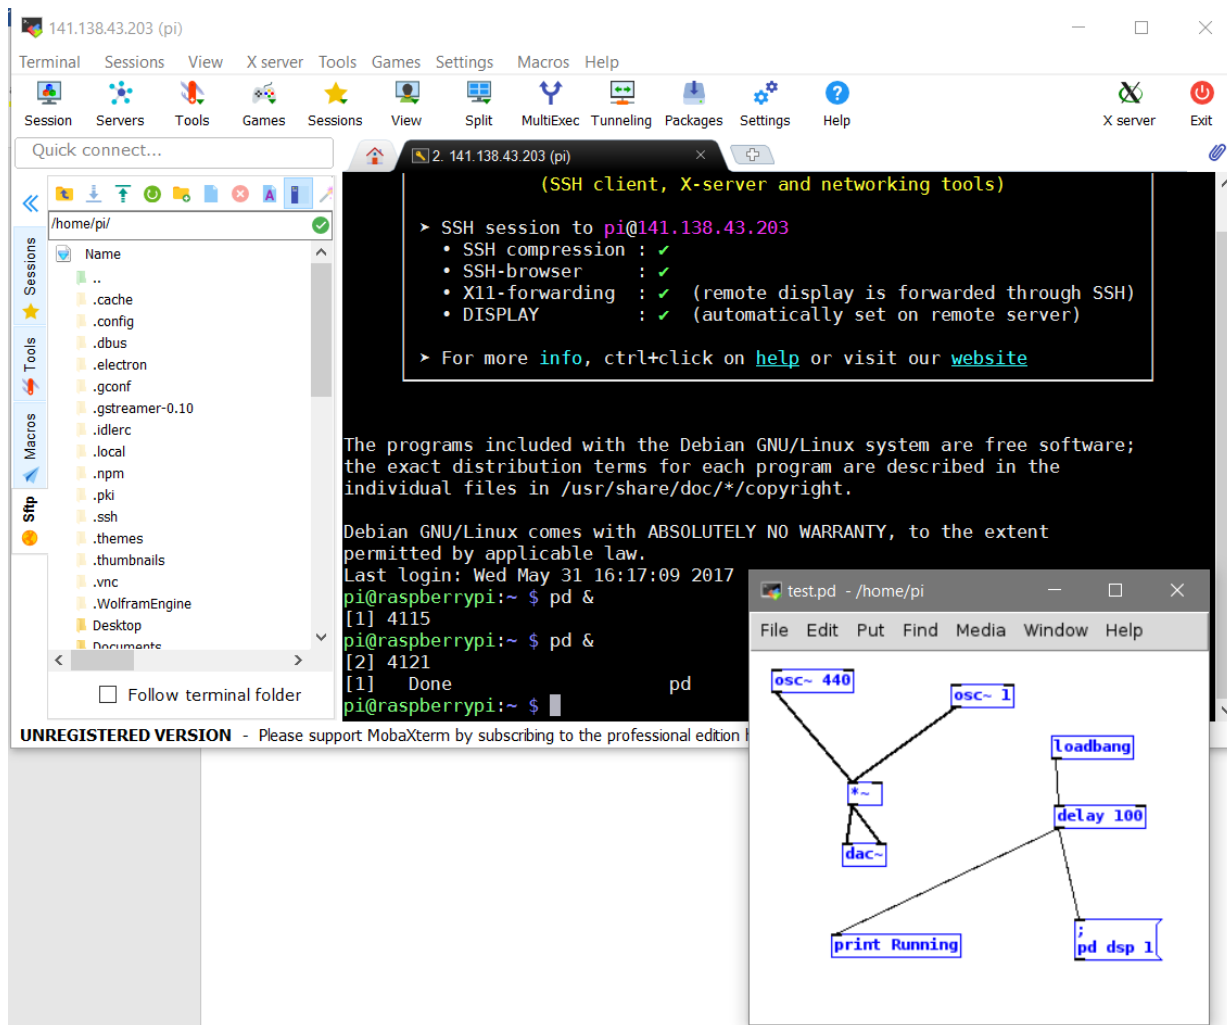 141.138.43.203 (pi)
Terminal Sessions View X server Tools Games Settings Macros Help
Session Servers Tools Games Sessions View Split MultiExec Tunneling Packages Settings Help X server Exit
Quick connect...
2. 141.138.43.203 (pi)
/home/pi/
Name
..
.cache
.config
.dbus
.electron
.gconf
.gstreamer-0.10
.idlerc
.local
.npm
.pki
.ssh
.themes
.thumbnails
.vnc
.WolframEngine
Desktop
Documents
Follow terminal folder
Sessions
Tools
Macros
Sftp
(SSH client, X-server and networking tools)
➤ SSH session to pi@141.138.43.203
• SSH compression : ✔
• SSH-browser : ✔
• X11-forwarding : ✔ (remote display is forwarded through SSH)
• DISPLAY : ✔ (automatically set on remote server)
➤ For more info, ctrl+click on help or visit our website
The programs included with the Debian GNU/Linux system are free software;
the exact distribution terms for each program are described in the
individual files in /usr/share/doc/*/copyright.
Debian GNU/Linux comes with ABSOLUTELY NO WARRANTY, to the extent
permitted by applicable law.
Last login: Wed May 31 16:17:09 2017
pi@raspberrypi:~ $ pd &
[1] 4115
pi@raspberrypi:~ $ pd &
[2] 4121
[1] Done pd
pi@raspberrypi:~ $
UNREGISTERED VERSION - Please support MobaXterm by subscribing to the professional edition
test.pd - /home/pi
File Edit Put Find Media Window Help
osc~ 440
osc~ 1
loadbang
*~
delay 100
dac~
print Running
;
pd dsp 1